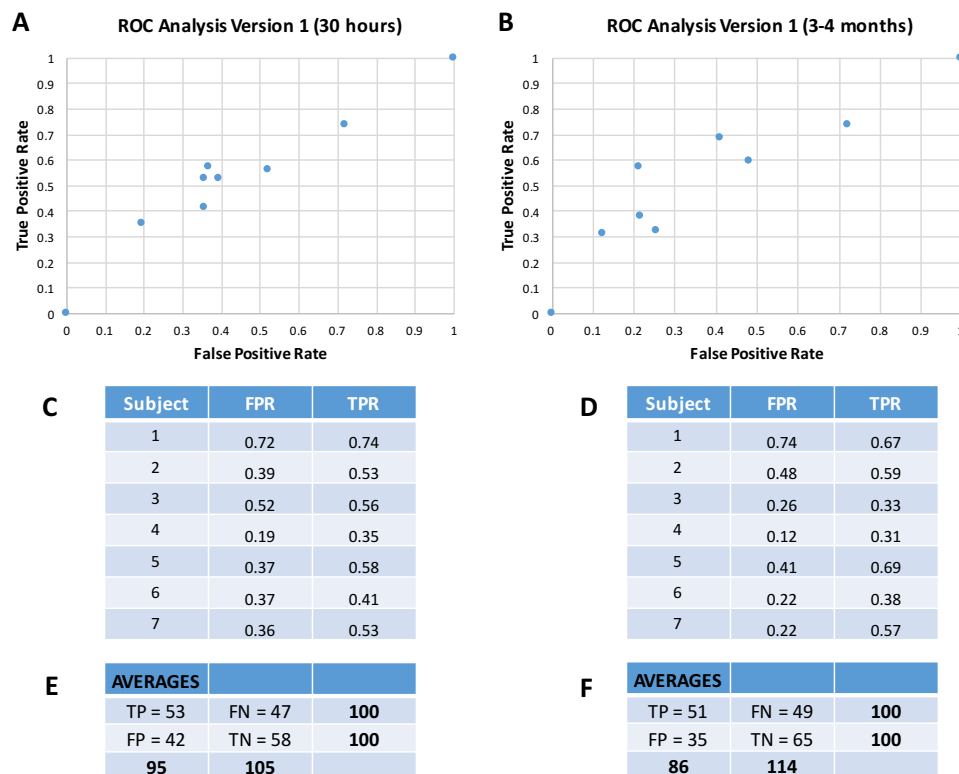 A
ROC Analysis Version 1 (30 hours)
1
0.9
0.8
0.7
0.6
0.5
0.4
0.3
0.2
0.1
0
True Positive Rate
0 0.2 0.3 0.4 0.5 0.6 0.7 0.8 0.9 1
False Positive Rate
B
ROC Analysis Version 1 (3-4 months)
1
0.9
0.8
0.7
0.6
0.5
0.4
0.3
0.2
0.1
0
True Positive Rate
0 0.1 0.2 0.3 0.4 0.5 0.6 0.7 0.8 0.9
False Positive Rate
C
Subject FPR TPR
1 0.72 0.74
2 0.39 0.53
3 0.52 0.56
4 0.19 0.35
5 0.37 0.58
6 0.37 0.41
7 0.36 0.53
D
Subject FPR TPR
1 0.74 0.67
2 0.48 0.59
3 0.26 0.33
4 0.12 0.31
5 0.41 0.69
6 0.22 0.38
7 0.22 0.57
E
AVERAGES
TP = 53 FN = 47 100
FP = 42 TN = 58 100
95 105
F
AVERAGES
TP = 51 FN = 49 100
FP = 35 TN = 65 100
86 114